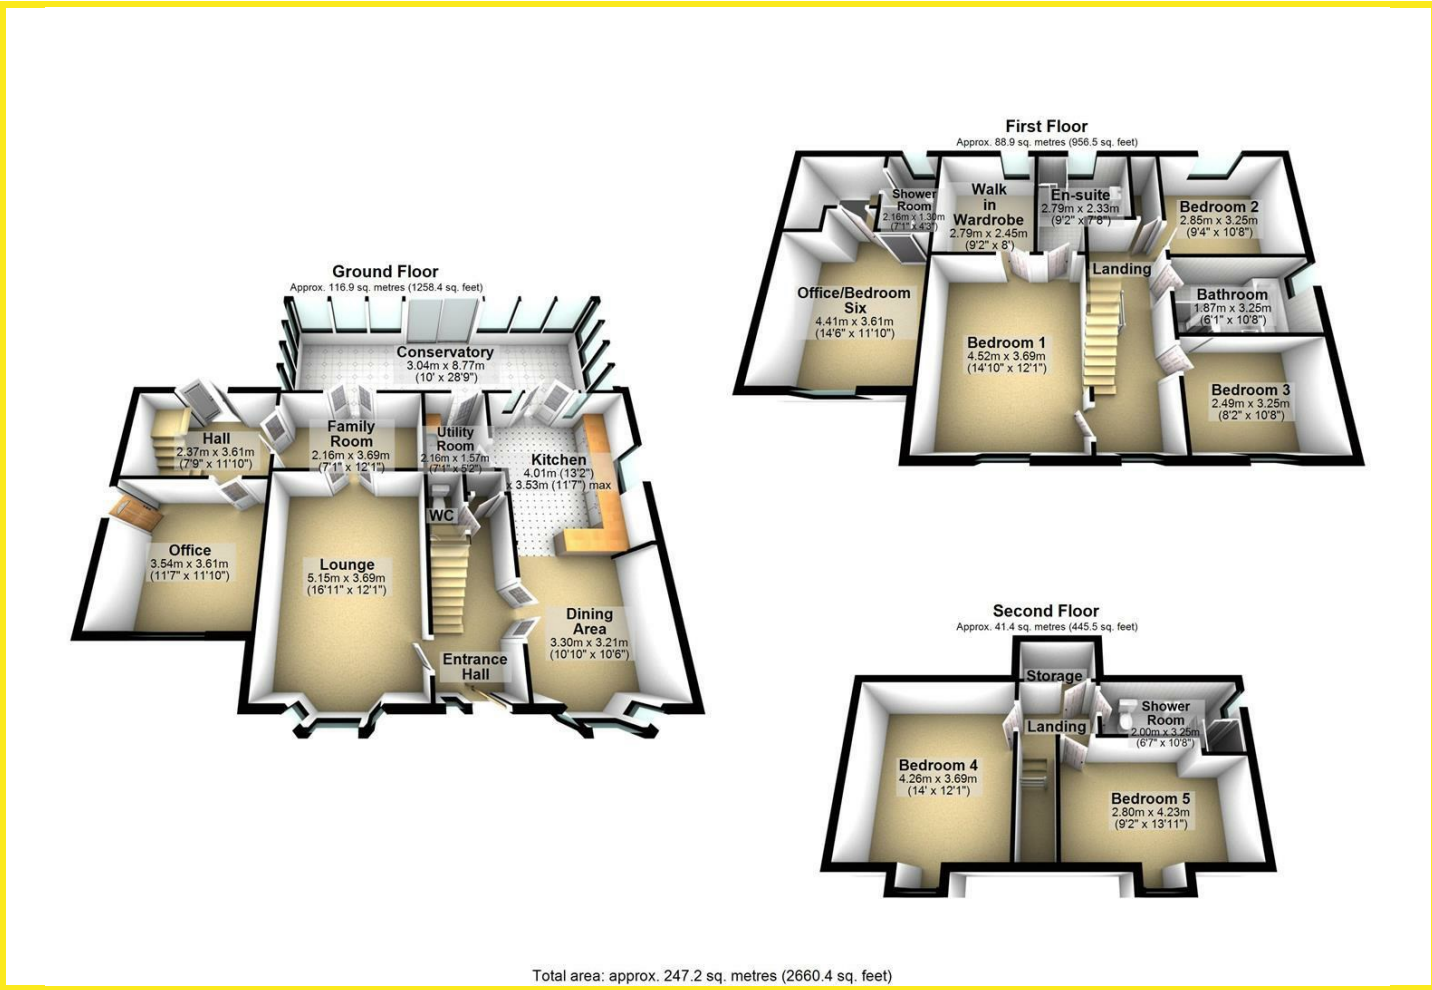 Ground Floor
Approx. 116.9 sq. metres (1258.4 sq. feet)
Conservatory
3.04m x 8.77m
(10' x 28'9")
Hall
2.37m x 3.61m
(7'9" x 11'10")
Family
Room
2.16m x 3.69m
(7'1" x 12'1")
Utility
Room
2.16m x 1.57m
(7'1" x 5'2")
Kitchen
4.01m (13'2")
x 3.53m (11'7") max
WC
Office
3.54m x 3.61m
(11'7" x 11'10")
Lounge
5.15m x 3.69m
(16'11" x 12'1")
Dining
Area
3.30m x 3.21m
(10'10" x 10'6")
Entrance
Hall
First Floor
Approx. 88.9 sq. metres (956.5 sq. feet)
Shower
Room
2.16m x 1.30m
(7'1" x 4'3")
Walk
in
Wardrobe
2.79m x 2.45m
(9'2" x 8')
En-suite
2.79m x 2.33m
(9'2" x 7'8")
Bedroom 2
2.85m x 3.25m
(9'4" x 10'8")
Landing
Office/Bedroom
Six
4.41m x 3.61m
(14'6" x 11'10")
Bathroom
1.87m x 3.25m
(6'1" x 10'8")
Bedroom 1
4.52m x 3.69m
(14'10" x 12'1")
Bedroom 3
2.49m x 3.25m
(8'2" x 10'8")
Second Floor
Approx. 41.4 sq. metres (445.5 sq. feet)
Storage
Landing
Shower
Room
2.00m x 3.25m
(6'7" x 10'8")
Bedroom 4
4.26m x 3.69m
(14' x 12'1")
Bedroom 5
2.80m x 4.23m
(9'2" x 13'11")
Total area: approx. 247.2 sq. metres (2660.4 sq. feet)